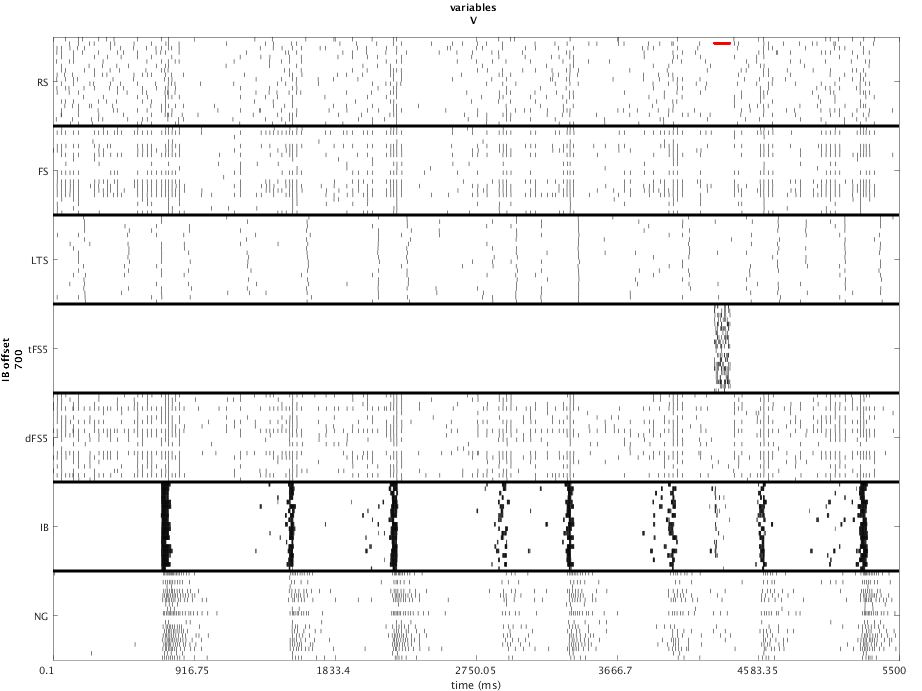 variables
V
RS
FS
LTS
tFS5
dFS5
IB
NG
IB offset
700
0.1 916.75 1833.4 2750.05 3666.7 4583.35 5500
time (ms)